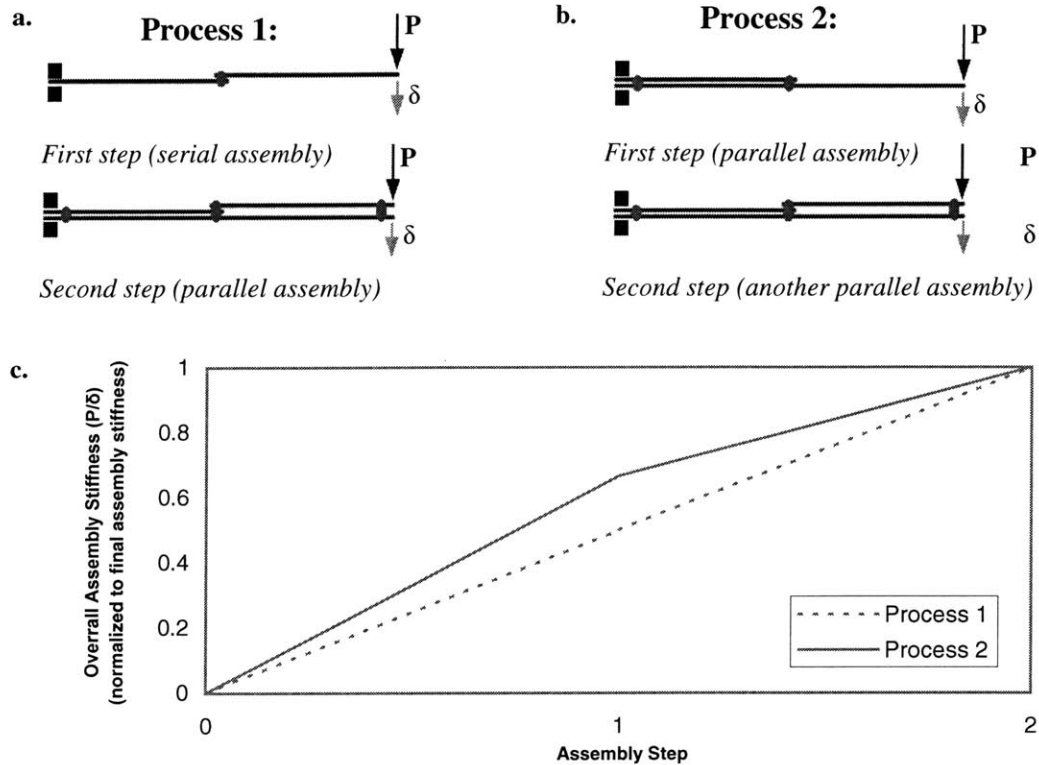 a.
Process 1:
P
δ
First step (serial assembly)
P
δ
Second step (parallel assembly)
b.
Process 2:
P
δ
First step (parallel assembly)
P
δ
P
δ
Second step (another parallel assembly)
c.
Overrall Assembly Stiffness (P/δ)
(normalized to final assembly stiffness)
1
0.8
0.6
0.4
0.2
0
0
1
2
Process 1
Process 2
Assembly Step